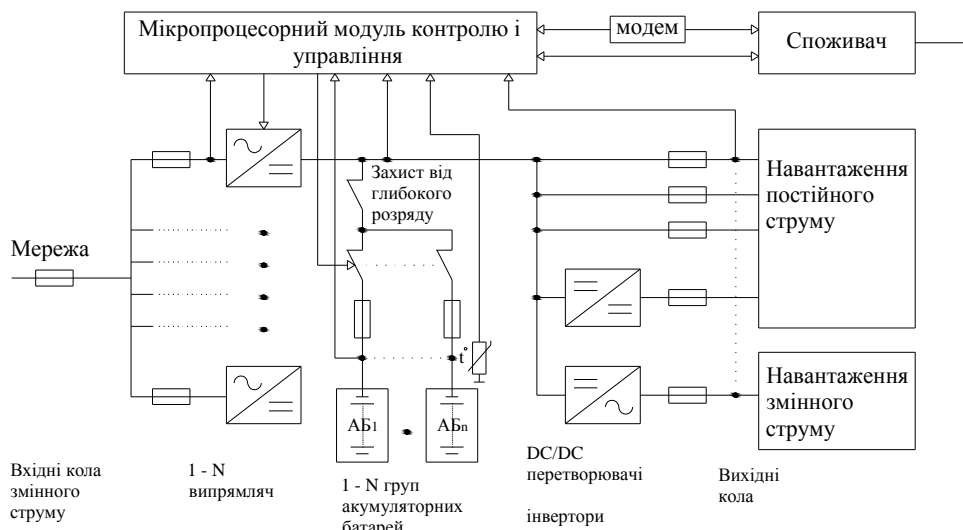 Мікропроцесорний модуль контролю і
управління
модем
Споживач
Захист від
глибокого
розряду
Навантаження
постійного
струму
Мережа
t°
АБ1
АБn
Навантаження
змінного
струму
Вхідні кола
змінного
струму
1 - N
випрямляч
1 - N груп
акумуляторних
батарей
DC/DC
перетворювачі
інвертори
Вихідні
кола